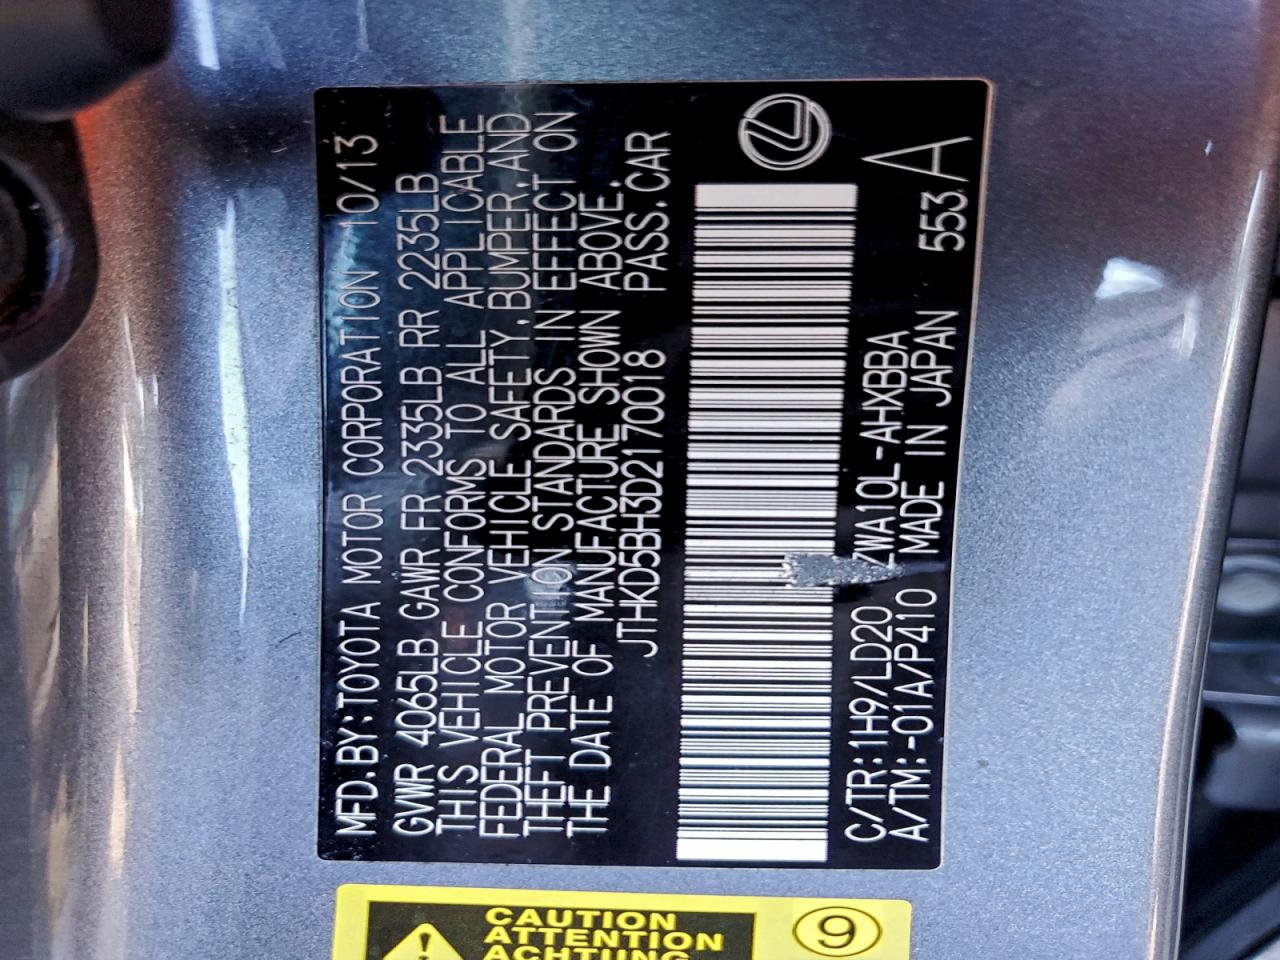 MFD.BY:TOYOTA MOTOR CORPORATION 10/13
GVWR 4065LB GAWR FR 2335LB RR 2235LB
THIS VEHICLE CONFORMS TO ALL APPLICABLE
FEDERAL MOTOR VEHICLE SAFETY,BUMPER,AND
THEFT PREVENTION STANDARDS IN EFFECT ON
THE DATE OF MANUFACTURE SHOWN ABOVE.
JTHKD5BH3D2170018 PASS.CAR
C/TR:1H9/LD20 ZWA10L-AHXBBA
A/TM:-01A/P410 MADE IN JAPAN 553 A
CAUTION
ATTENTION
ACHTUNG
9